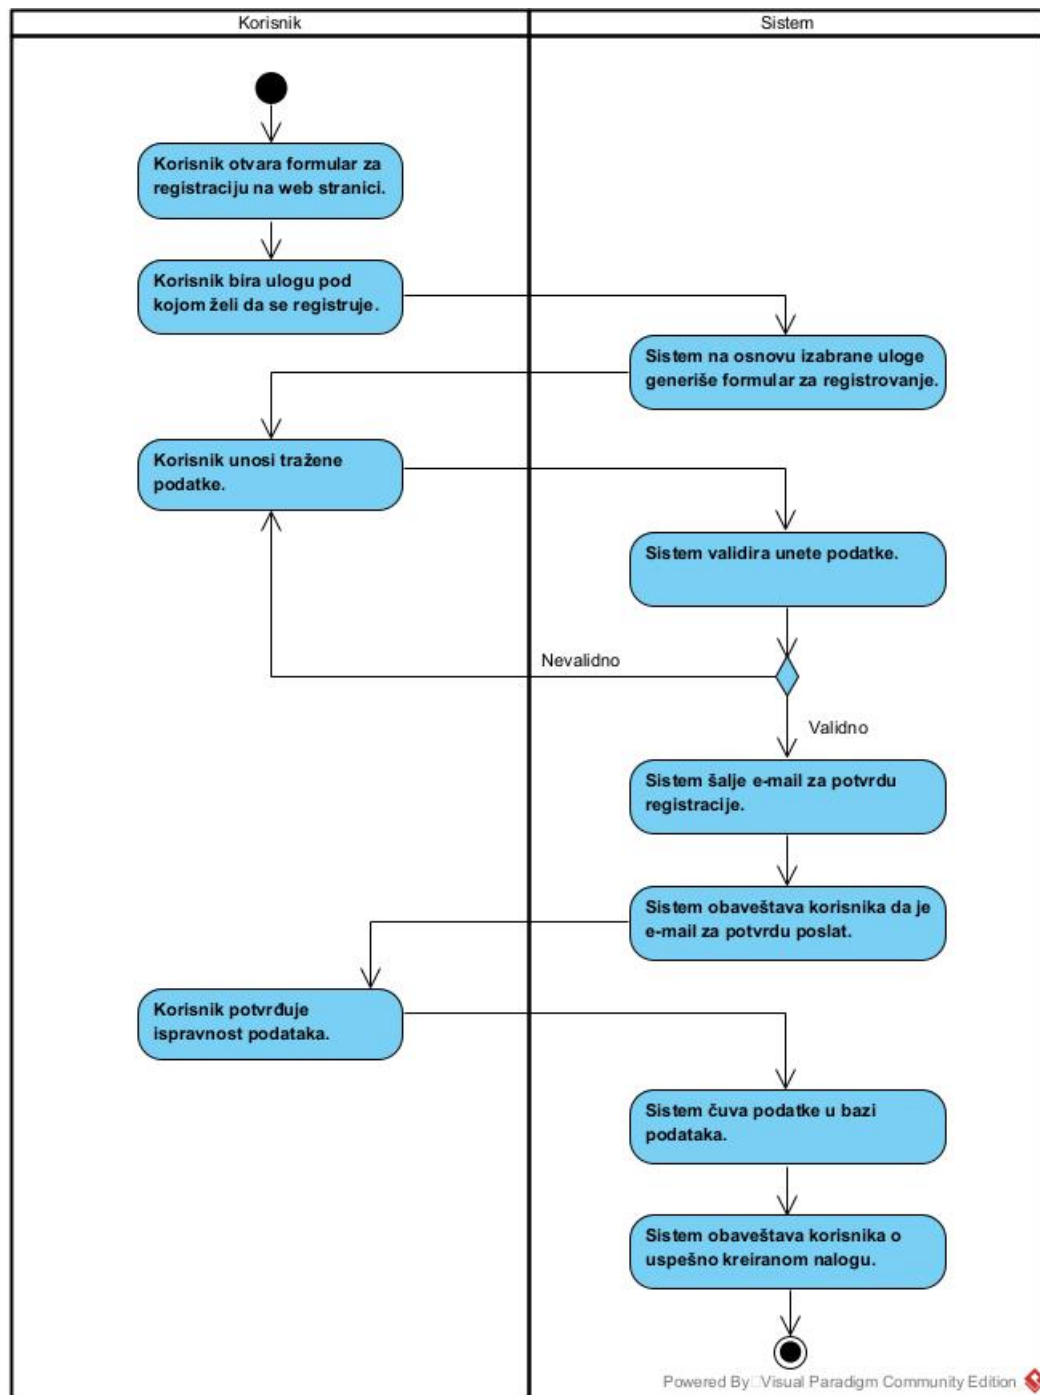 Korisnik
Sistem
Korisnik otvara formular za
registraciju na web stranici.
Korisnik bira ulogu pod
kojom želi da se registruje.
Sistem na osnovu izabrane uloge
generiše formular za registrovanje.
Korisnik unosi tražene
podatke.
Sistem validira unete podatke.
Nevalidno
Validno
Sistem šalje e-mail za potvrdu
registracije.
Sistem obaveštava korisnika da je
e-mail za potvrdu poslat.
Korisnik potvrđuje
ispravnost podataka.
Sistem čuva podatke u bazi
podataka.
Sistem obaveštava korisnika o
uspešno kreiranom nalogu.
Powered By Visual Paradigm Community Edition